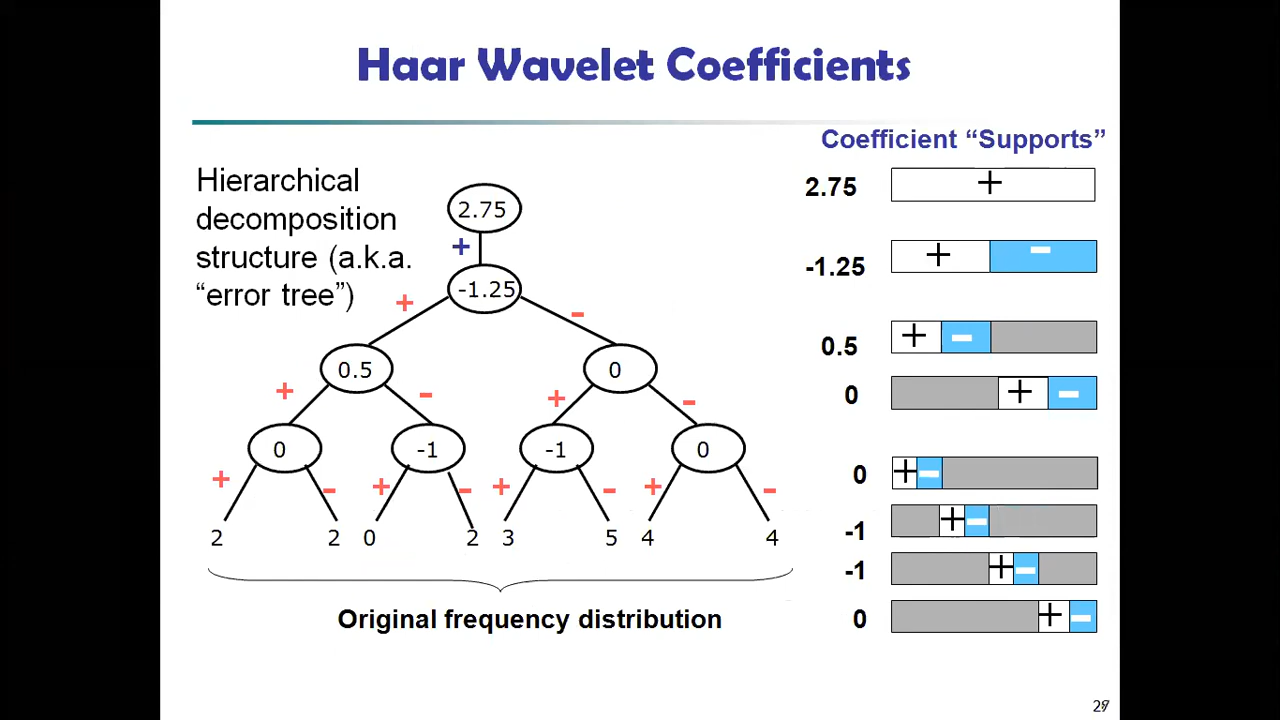 Haar Wavelet Coefficients
Coefficient “Supports”
Hierarchical
decomposition
structure (a.k.a.
“error tree”)
2.75
+
-1.25
+ -
0.5 0
+ - + -
0 -1 -1 0
+ - + - + - + -
2 2 0 2 3 5 4 4
Original frequency distribution
2.75 +
-1.25 + -
0.5 + -
0 + -
0 + -
-1 + -
-1 + -
0 + -